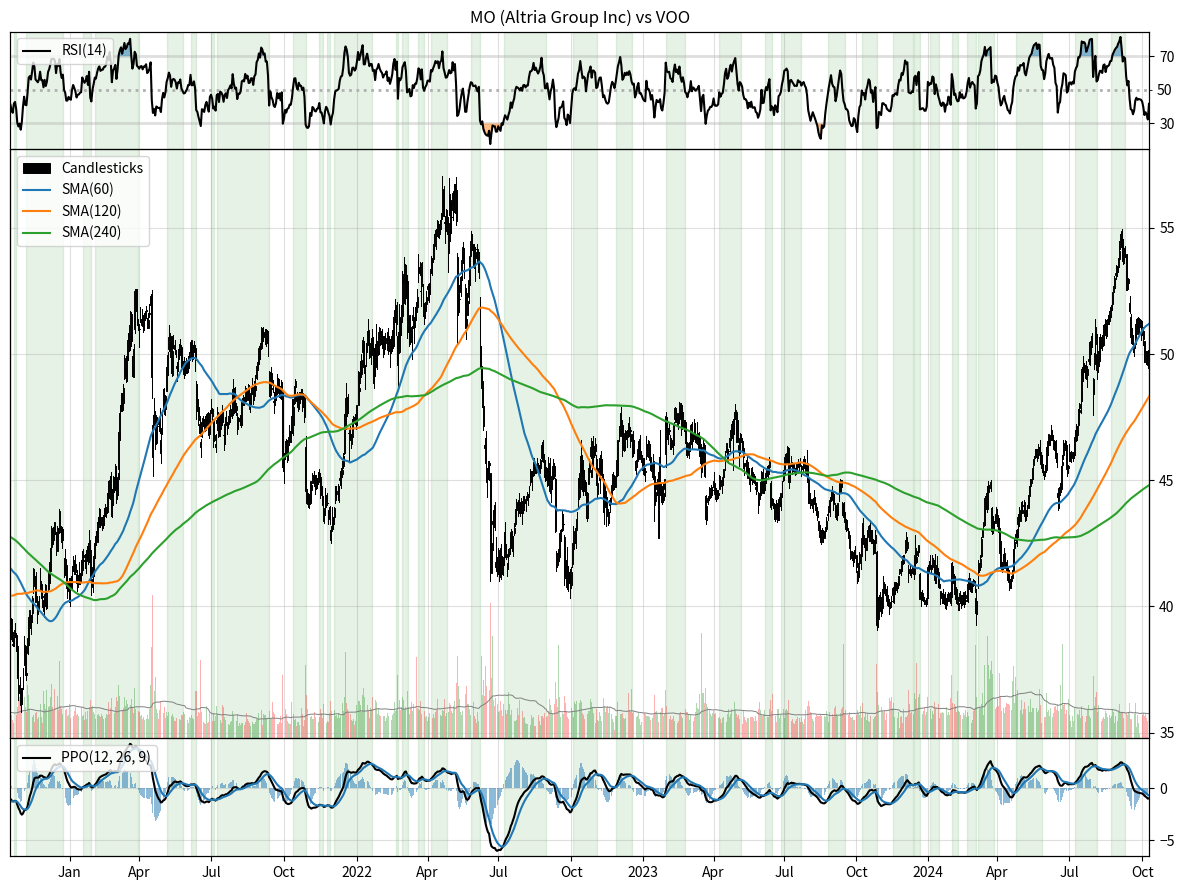 MO (Altria Group Inc) vs VOO
RSI(14)
70
50
30
Candlesticks
SMA(60)
SMA(120)
SMA(240)
55
50
45
40
35
PPO(12, 26, 9)
0
−5
Jan Apr Jul Oct 2022 Apr Jul Oct 2023 Apr Jul Oct 2024 Apr Jul Oct